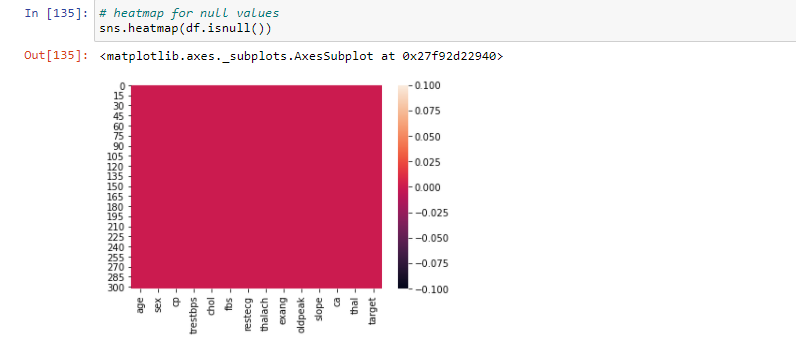 In [135]: # heatmap for null values
sns.heatmap(df.isnull())
Out[135]: <matplotlib.axes._subplots.AxesSubplot at 0x27f92d22940>
0
15
30
45
60
75
90
105
120
135
150
165
180
195
210
225
240
255
270
285
300
age
sex
cp
trestbps
chol
fbs
restecg
thalach
exang
oldpeak
slope
ca
thal
target
0.100
0.075
0.050
0.025
0.000
−0.025
−0.050
−0.075
−0.100